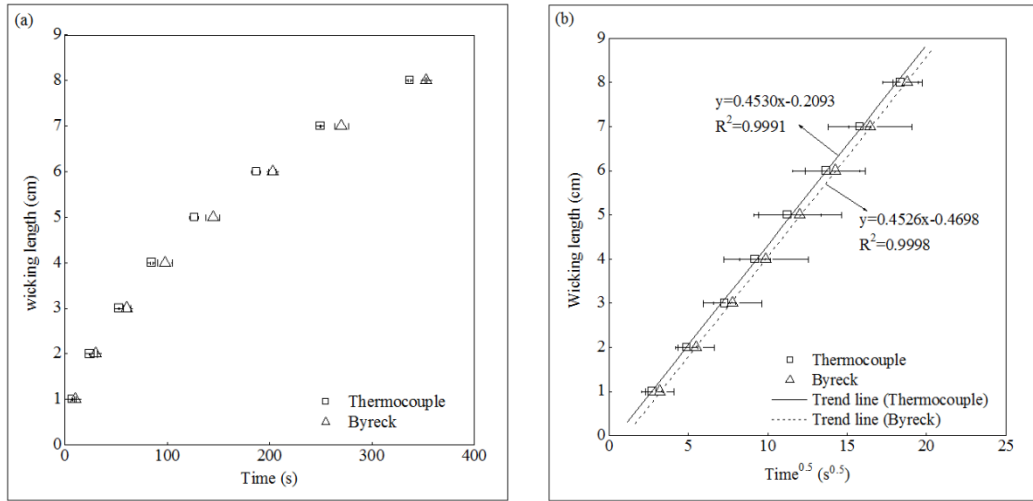 (a)
9
8
7
6
5
4
3
2
1
0
wicking length (cm)
0 100 200 300 400
Time (s)
Thermocouple
Byreck
(b)
9
8
7
6
5
4
3
2
1
0
Wicking length (cm)
y=0.4530x-0.2093
R²=0.9991
y=0.4526x-0.4698
R²=0.9998
Thermocouple
Byreck
Trend line (Thermocouple)
Trend line (Byreck)
0 5 10 15 20 25
Time^0.5 (s^0.5)